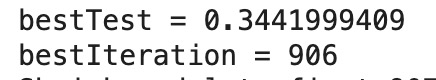 bestTest = 0.3441999409
bestIteration = 906